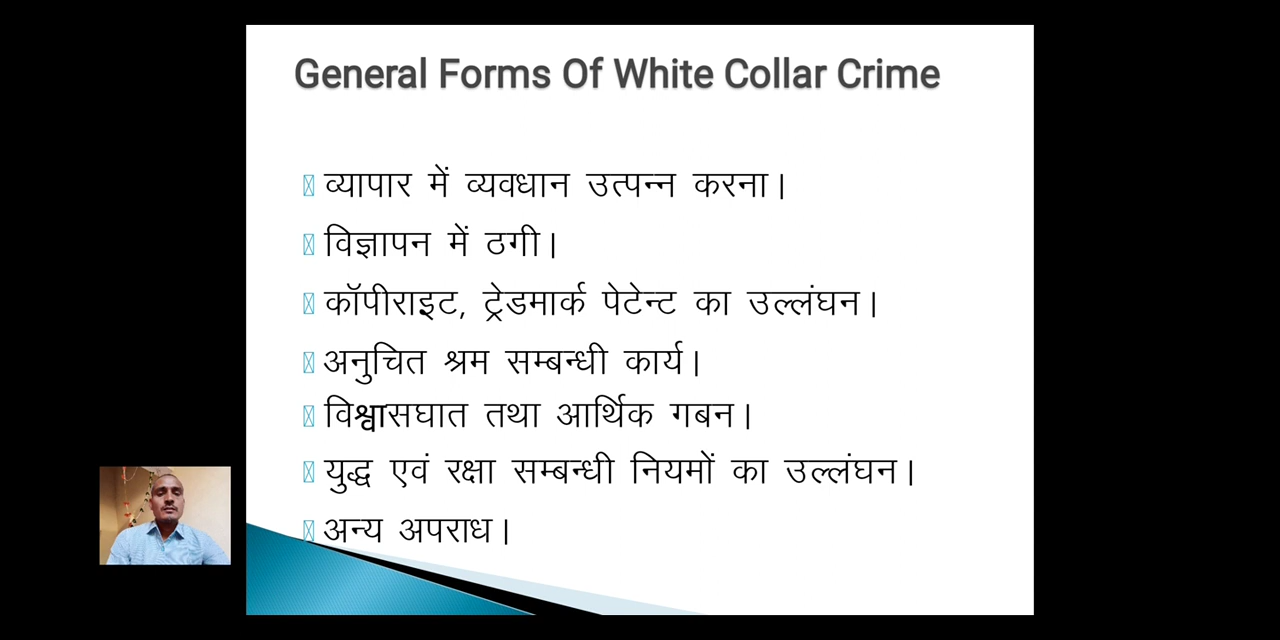 General Forms Of White Collar Crime
व्यापार में व्यवधान उत्पन्न करना।
विज्ञापन में ठगी।
कॉपीराइट, ट्रेडमार्क पेटेन्ट का उल्लंघन।
अनुचित श्रम सम्बन्धी कार्य।
विश्वासघात तथा आर्थिक गबन।
युद्ध एवं रक्षा सम्बन्धी नियमों का उल्लंघन।
अन्य अपराध।